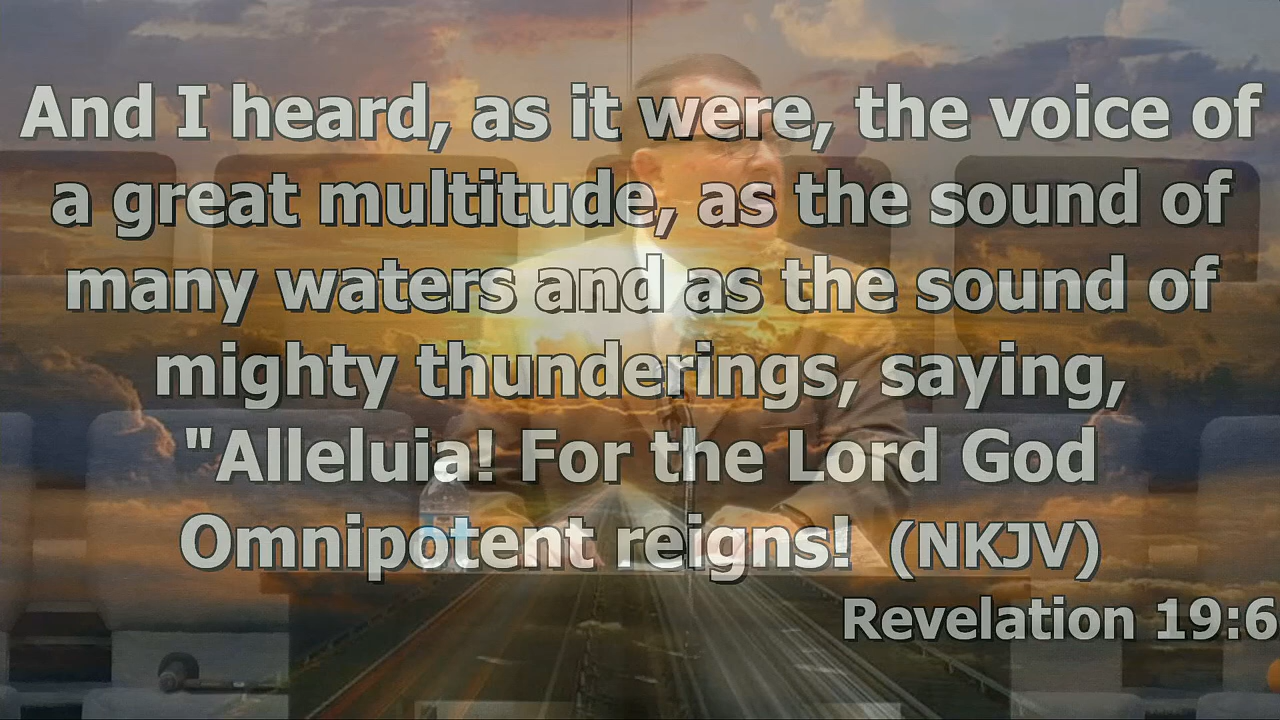 And I heard, as it were, the voice of
a great multitude, as the sound of
many waters and as the sound of
mighty thunderings, saying,
"Alleluia! For the Lord God
Omnipotent reigns!  (NKJV)
Revelation 19:6